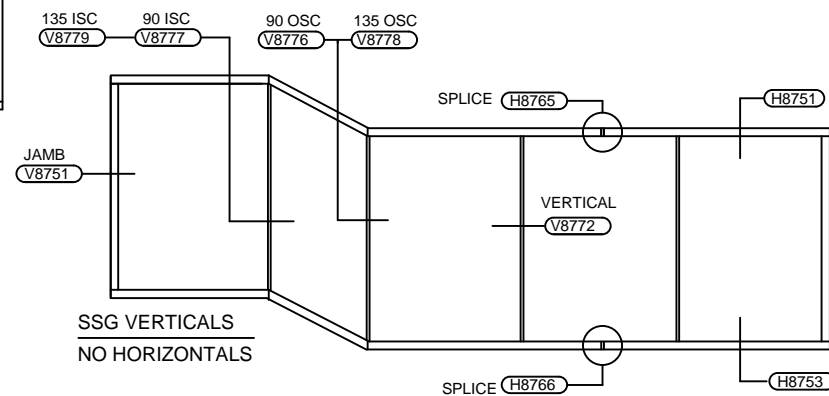 135 ISC
90 ISC
90 OSC
135 OSC
V8779
V8777
V8776
V8778
SPLICE H8765
H8751
JAMB
V8751
VERTICAL
V8772
SSG VERTICALS
NO HORIZONTALS
SPLICE H8766
H8753